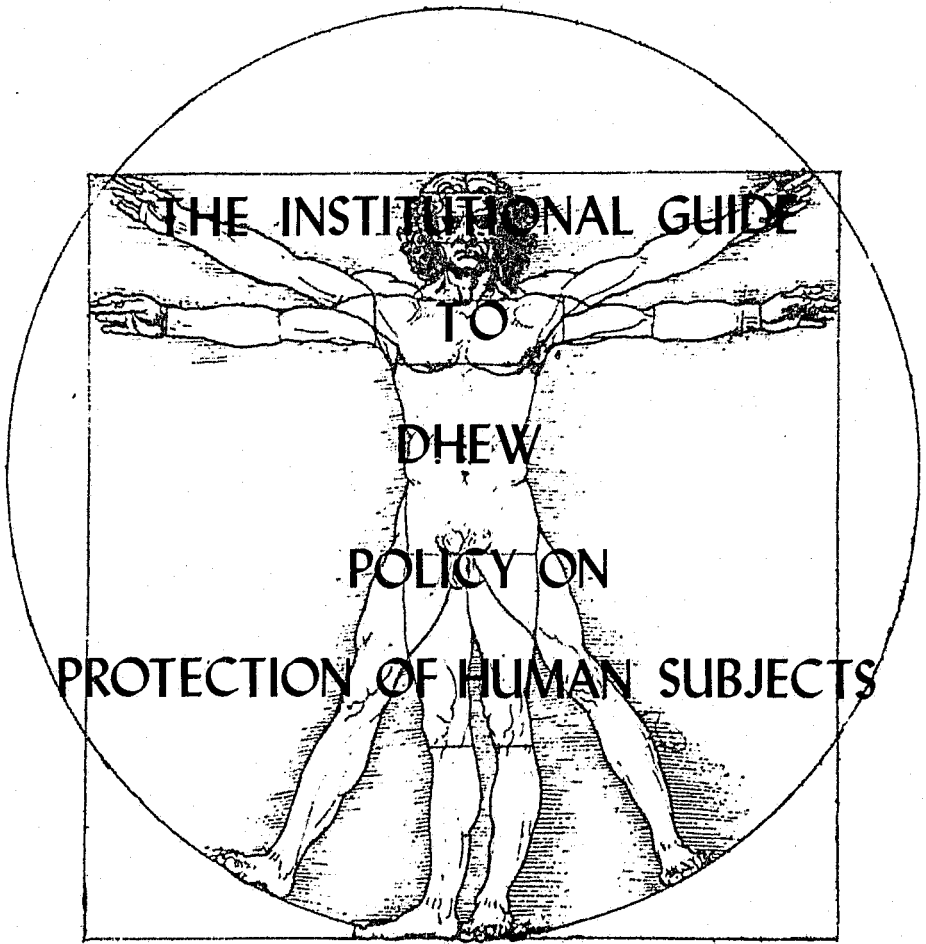 THE INSTITUTIONAL GUIDE
TO
DHEW
POLICY ON
PROTECTION OF HUMAN SUBJECTS